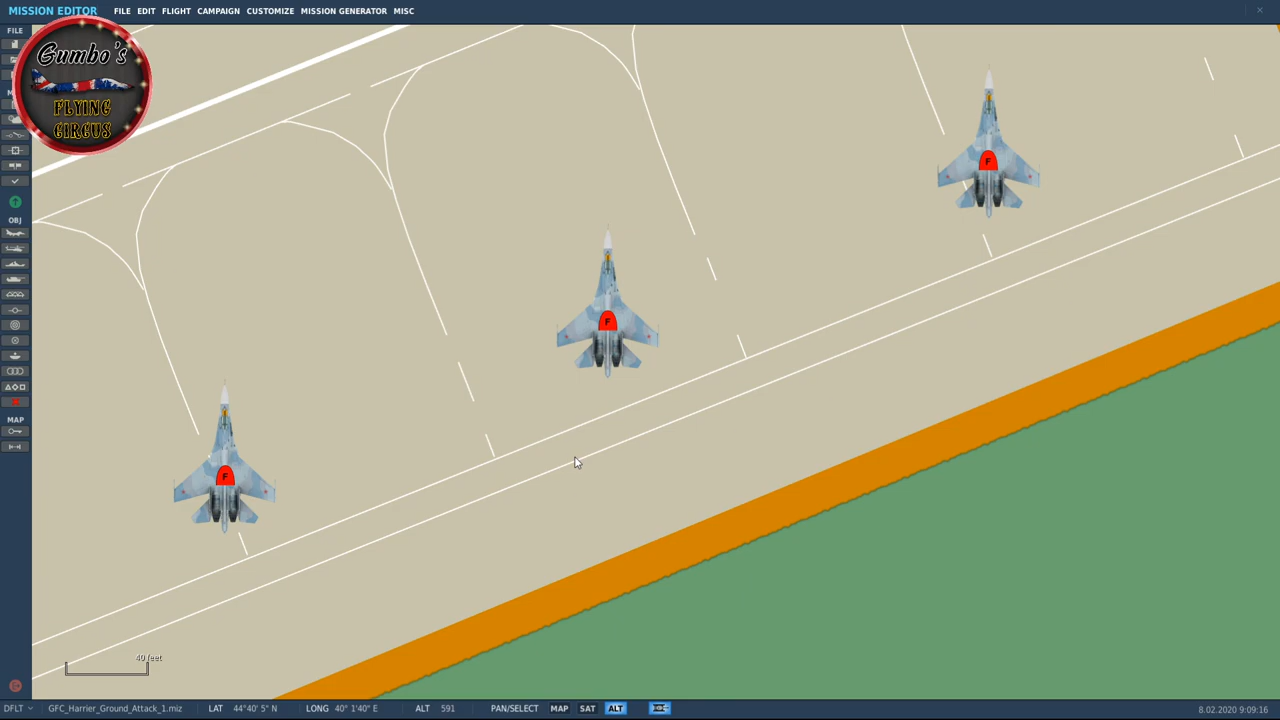 MISSION EDITOR FILE EDIT FLIGHT CAMPAIGN CUSTOMIZE MISSION GENERATOR MISC
FILE
Gumbo's
FLYING
CIRCUS
OBJ
MAP
F
F
F
40 feet
DFLT GFC_Harrier_Ground_Attack_1.miz LAT 44°40' 5" N LONG 40° 1'40" E ALT 591 PAN/SELECT MAP SAT ALT 8.02.2020 9:09:16